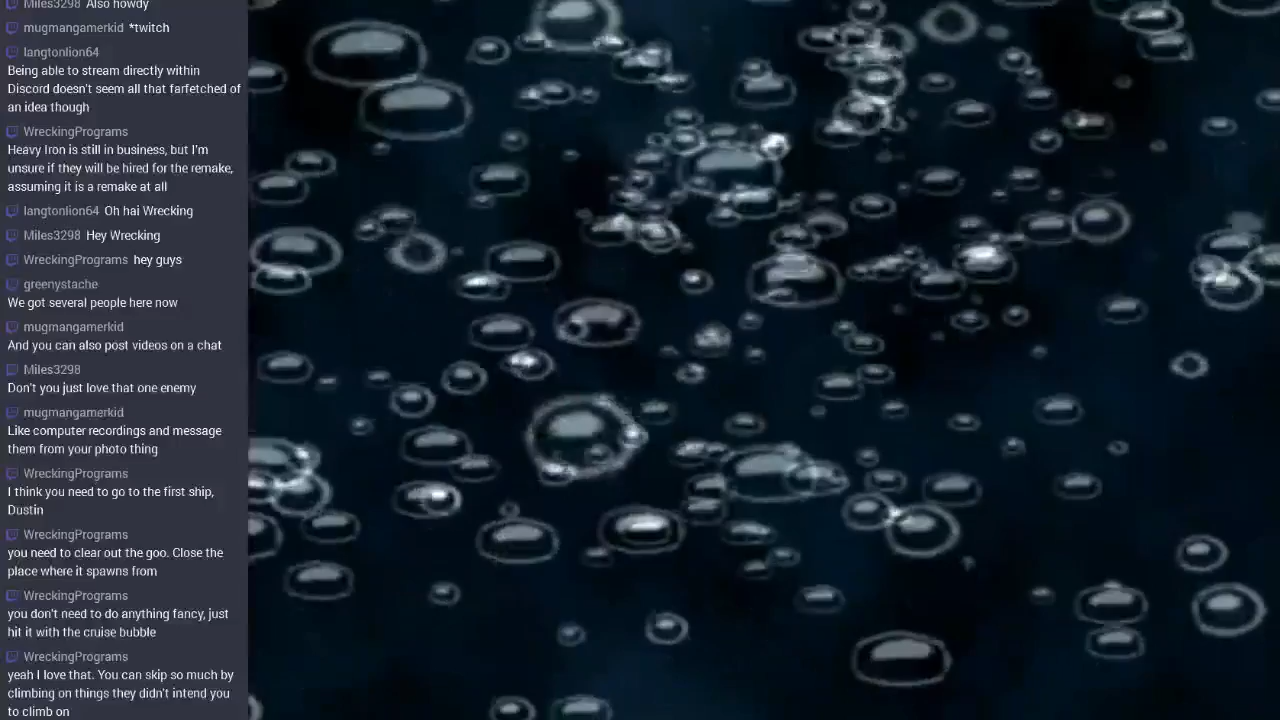 Miles3298 Also howdy
mugmangamerkid *twitch
langtonlion64
Being able to stream directly within
Discord doesn't seem all that farfetched of
an idea though
WreckingPrograms
Heavy Iron is still in business, but I'm
unsure if they will be hired for the remake,
assuming it is a remake at all
langtonlion64 Oh hai Wrecking
Miles3298 Hey Wrecking
WreckingPrograms hey guys
greenystache
We got several people here now
mugmangamerkid
And you can also post videos on a chat
Miles3298
Don't you just love that one enemy
mugmangamerkid
Like computer recordings and message
them from your photo thing
WreckingPrograms
I think you need to go to the first ship,
Dustin
WreckingPrograms
you need to clear out the goo. Close the
place where it spawns from
WreckingPrograms
you don't need to do anything fancy, just
hit it with the cruise bubble
WreckingPrograms
yeah I love that. You can skip so much by
climbing on things they didn't intend you
to climb on